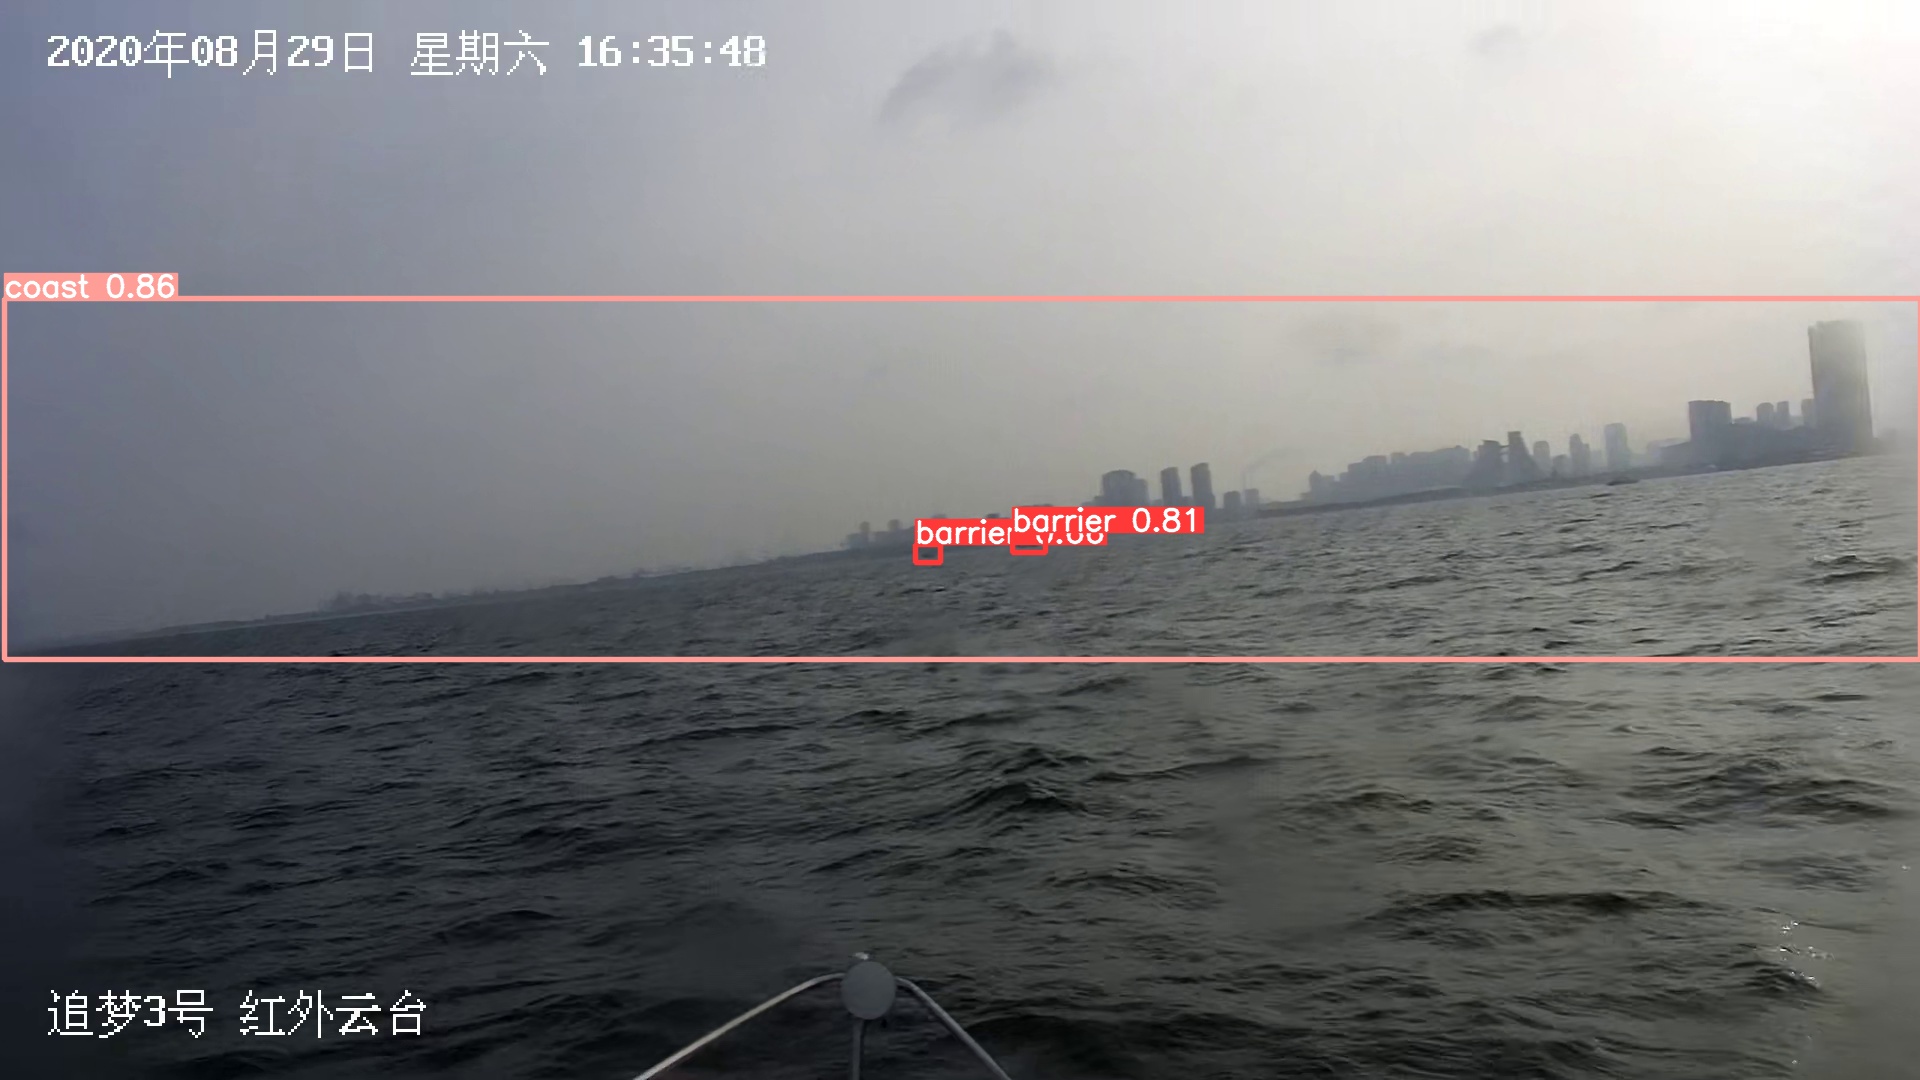 2020年08月29日 星期六 16:35:48
coast 0.86
barrier 0.81
barrier
追梦3号 红外云台